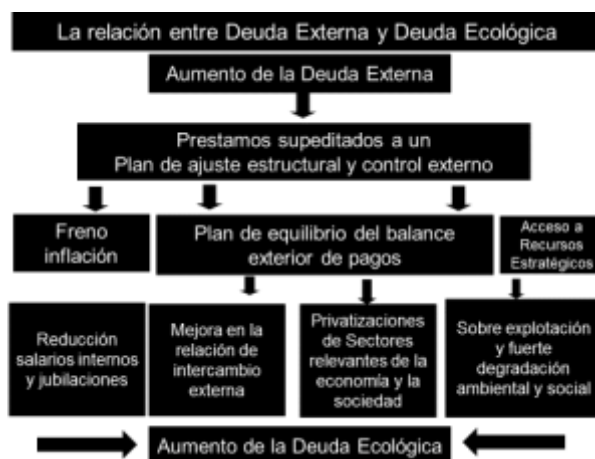 La relación entre Deuda Externa y Deuda Ecológica
Aumento de la Deuda Externa
Prestamos supeditados a un
Plan de ajuste estructural y control externo
Freno
inflación
Plan de equilibrio del balance
exterior de pagos
Acceso a
Recursos
Estratégicos
Reducción
salarios internos
y jubilaciones
Mejora en la
relación de
intercambio
externa
Privatizaciones
de Sectores
relevantes de la
economía y la
sociedad
Sobre explotación
y fuerte
degradación
ambiental y social
Aumento de la Deuda Ecológica